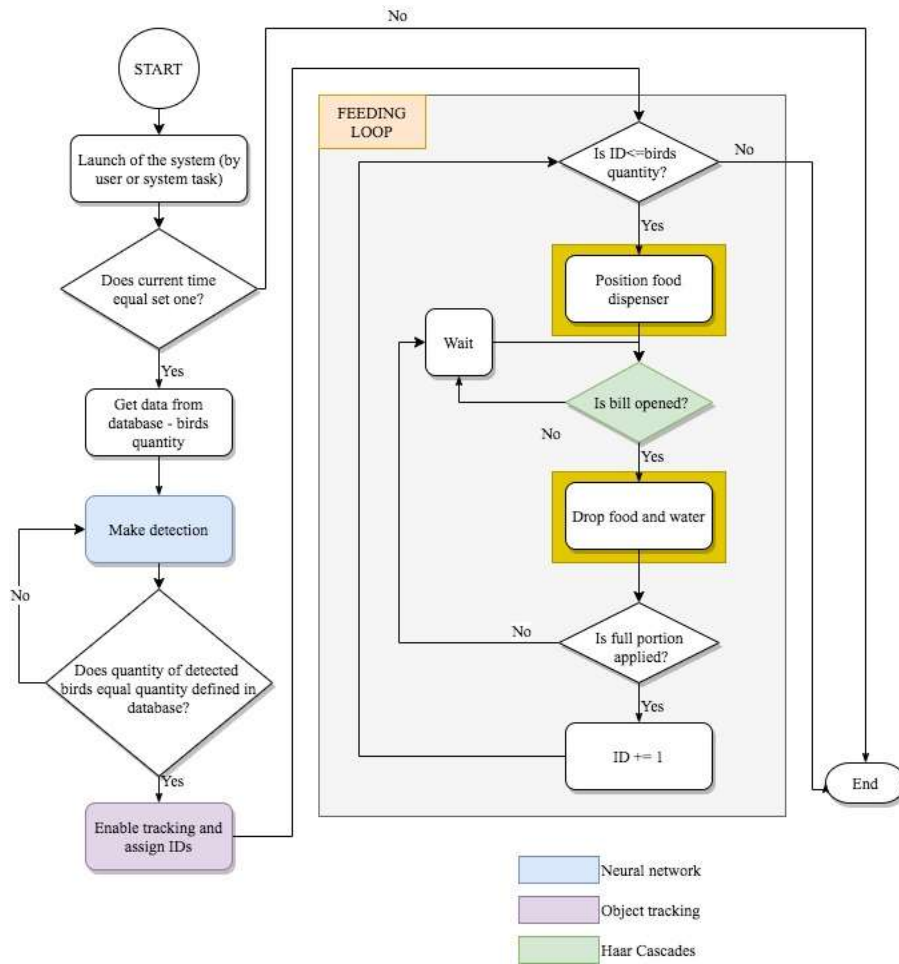 No
START
Launch of the system (by
user or system task)
Does current time
equal set one?
Yes
Get data from
database - birds
quantity
Make detection
No
Does quantity of detected
birds equal quantity defined in
database?
Yes
Enable tracking and
assign IDs
FEEDING
LOOP
Is ID<=birds
quantity?
No
Yes
Position food
dispenser
Wait
Is bill opened?
No
Yes
Drop food and water
No
Is full portion
applied?
Yes
ID += 1
End
Neural network
Object tracking
Haar Cascades